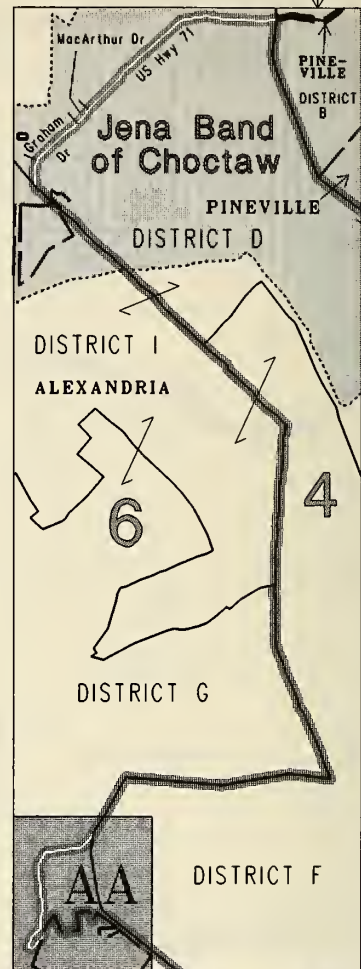 MacArthur Dr
US Hwy 71
PINE-
VILLE
DISTRICT
B
Graham
Dr
Jena Band
of Choctaw
PINEVILLE
DISTRICT D
DISTRICT I
ALEXANDRIA
6
4
DISTRICT G
DISTRICT F
AA